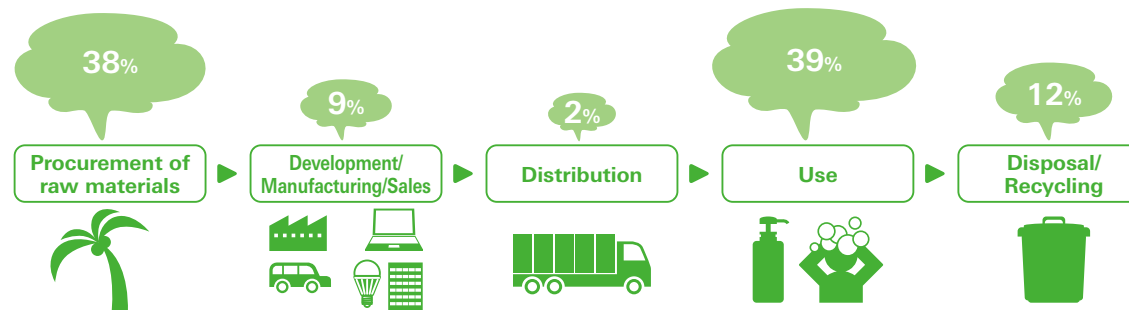 38%
9%
2%
39%
12%
Procurement of
raw materials
Development/
Manufacturing/Sales
Distribution
Use
Disposal/
Recycling